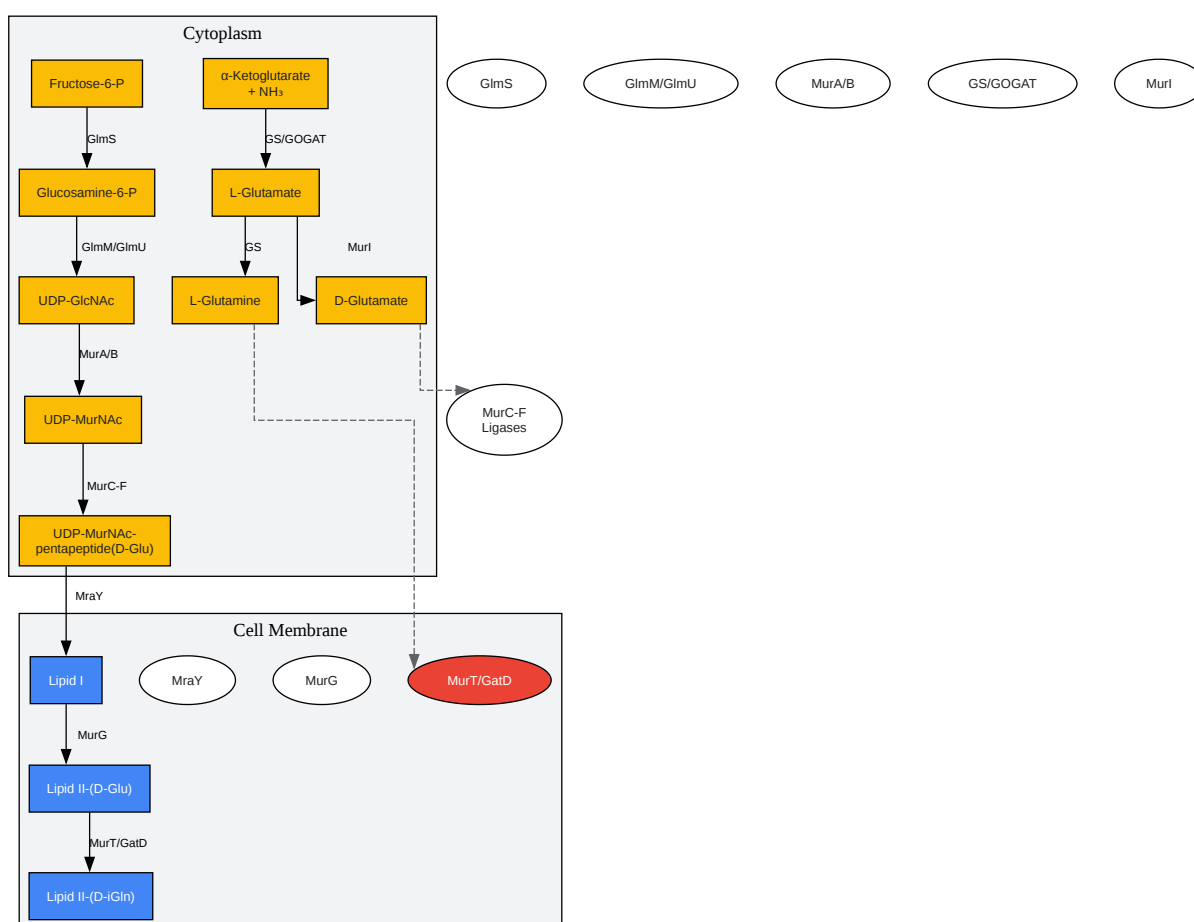 Cytoplasm
Fructose-6-P
α-Ketoglutarate
+ NH₃
GlmS
GlmM/GlmU
MurA/B
GS/GOGAT
MurI
GlmS
GS/GOGAT
Glucosamine-6-P
L-Glutamate
GlmM/GlmU
GS
MurI
UDP-GlcNAc
L-Glutamine
D-Glutamate
MurA/B
UDP-MurNAc
MurC-F
Ligases
MurC-F
UDP-MurNAc-
pentapeptide(D-Glu)
MraY
Cell Membrane
Lipid I
MraY
MurG
MurT/GatD
MurG
Lipid II-(D-Glu)
MurT/GatD
Lipid II-(D-iGln)